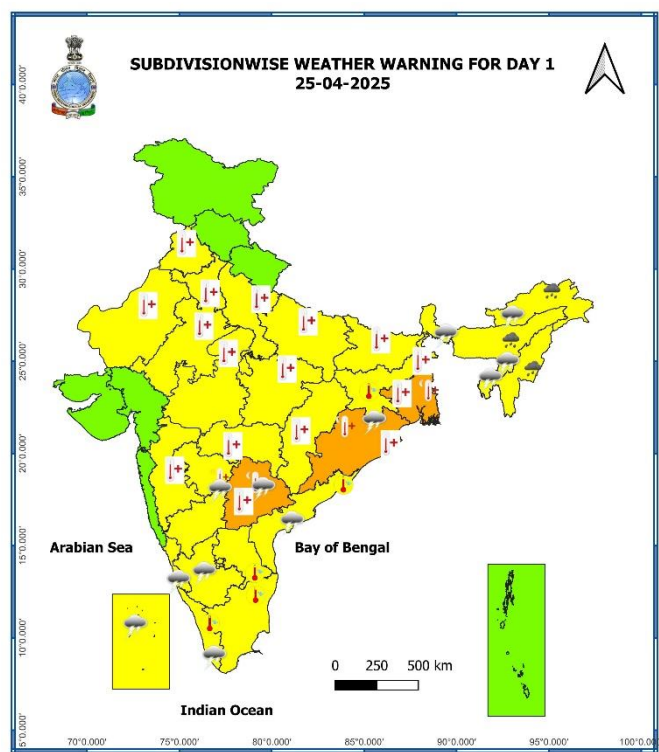 SUBDIVISIONWISE WEATHER WARNING FOR DAY 1
25-04-2025
40°0.000'
35°0.000'
30°0.000'
25°0.000'
20°0.000'
15°0.000'
10°0.000'
5°0.000'
Arabian Sea
Bay of Bengal
0 250 500 km
Indian Ocean
70°0.000' 75°0.000' 80°0.000' 85°0.000' 90°0.000' 95°0.000' 100°0.000'